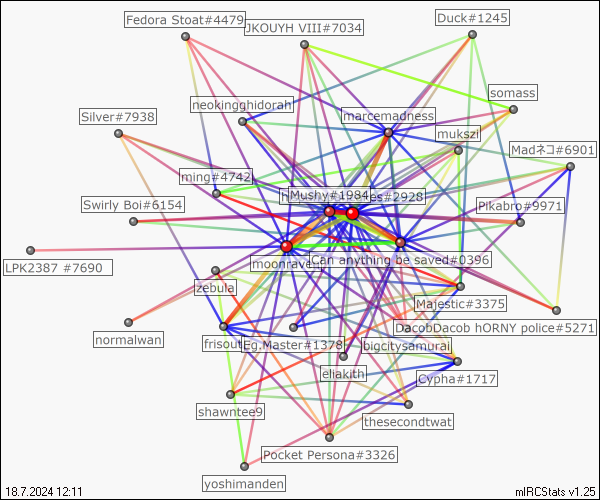 Fedora Stoat#4479
Duck#1245
JKOUYH VIII#7034
somass
neokingghidorah
Silver#7938
marcemadness
mukszi
Madネコ#6901
ming#4742
Mushy#1984
es#2928
Swirly Boi#6154
Pikabro#9971
Can anything be saved#0396
LPK2387 #7690
moonrave
zebula
Majestic#3375
DacobDacob hORNY police#5271
normalwan
frisout
Eg.Master#1378
bigcitysamurai
eliakith
Cypha#1717
shawntee9
thesecondtwat
Pocket Persona#3326
yoshimanden
18.7.2024 12:11
mIRCStats v1.25